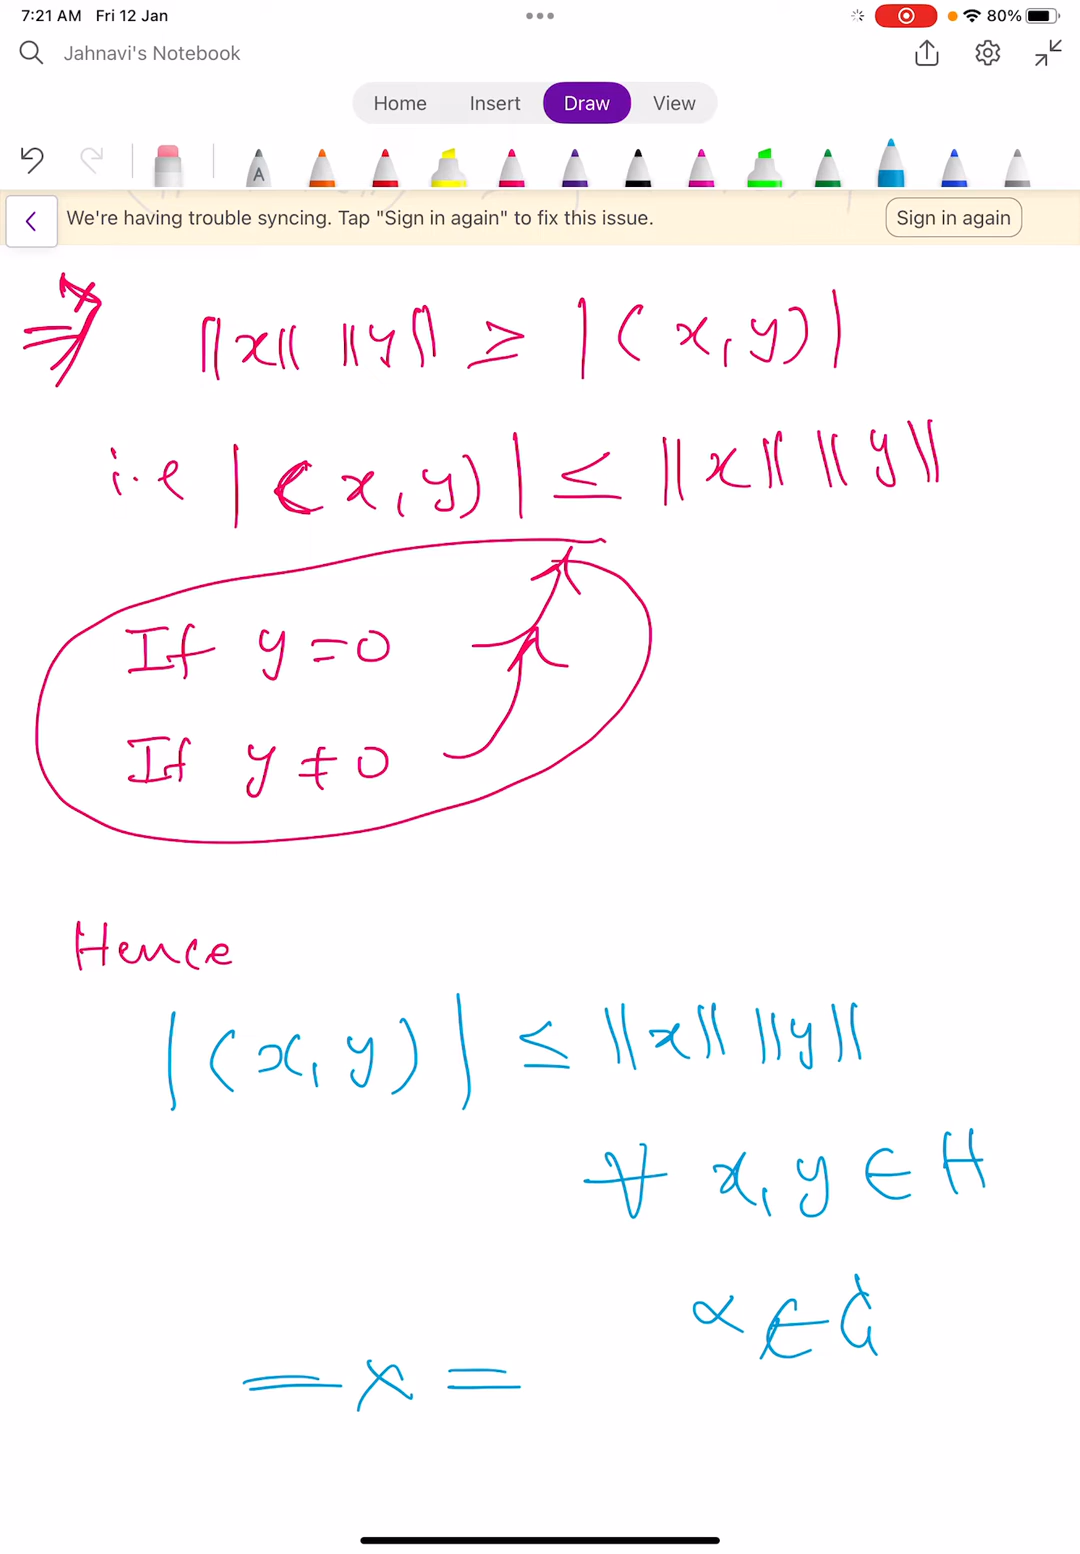 7:21 AM Fri 12 Jan 80%
Jahnavi's Notebook
Home Insert Draw View
A
We're having trouble syncing. Tap "Sign in again" to fix this issue. Sign in again
⇒ ||x|| ||y|| ≥ |(x,y)|
i.e |(x,y)| ≤ ||x|| ||y||
If y=0
If y≠0
Hence
|(x,y)| ≤ ||x|| ||y||
∀ x,y ∈ H
α ∈
= x =